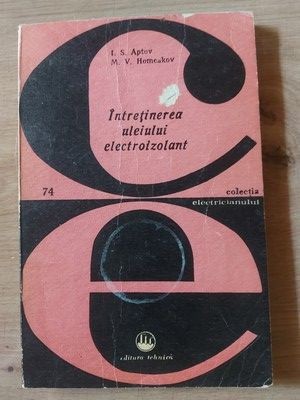 I. S. Aptov
M. V. Homeakov
Întreținerea
uleiului
electroizolant
74
colecția
electricianului
c
e
editura tehnică